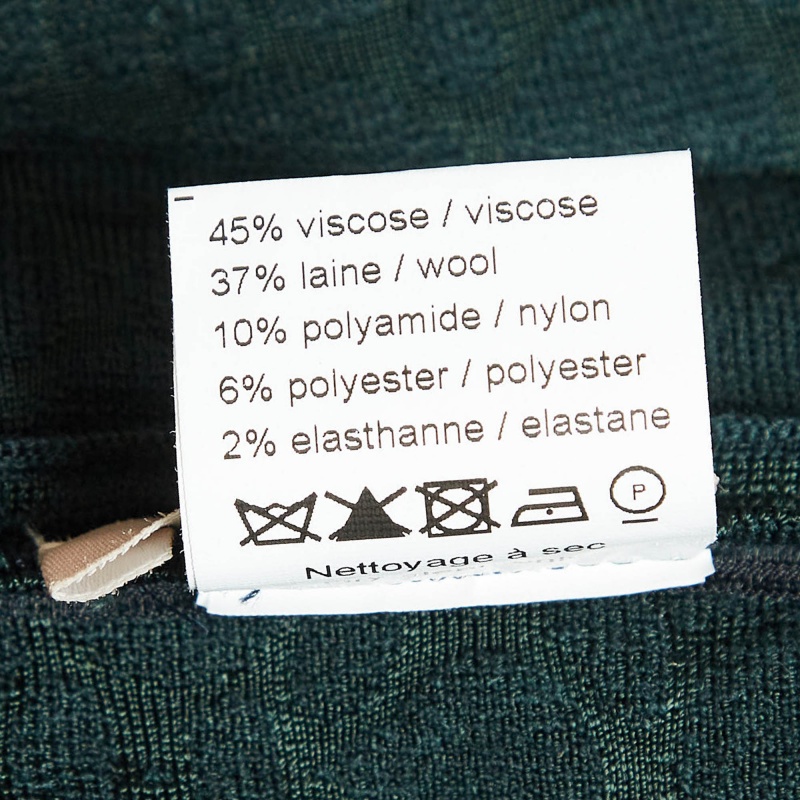 45% viscose / viscose
37% laine / wool
10% polyamide / nylon
6% polyester / polyester
2% elasthanne / elastane
P
Nettoyage à sec